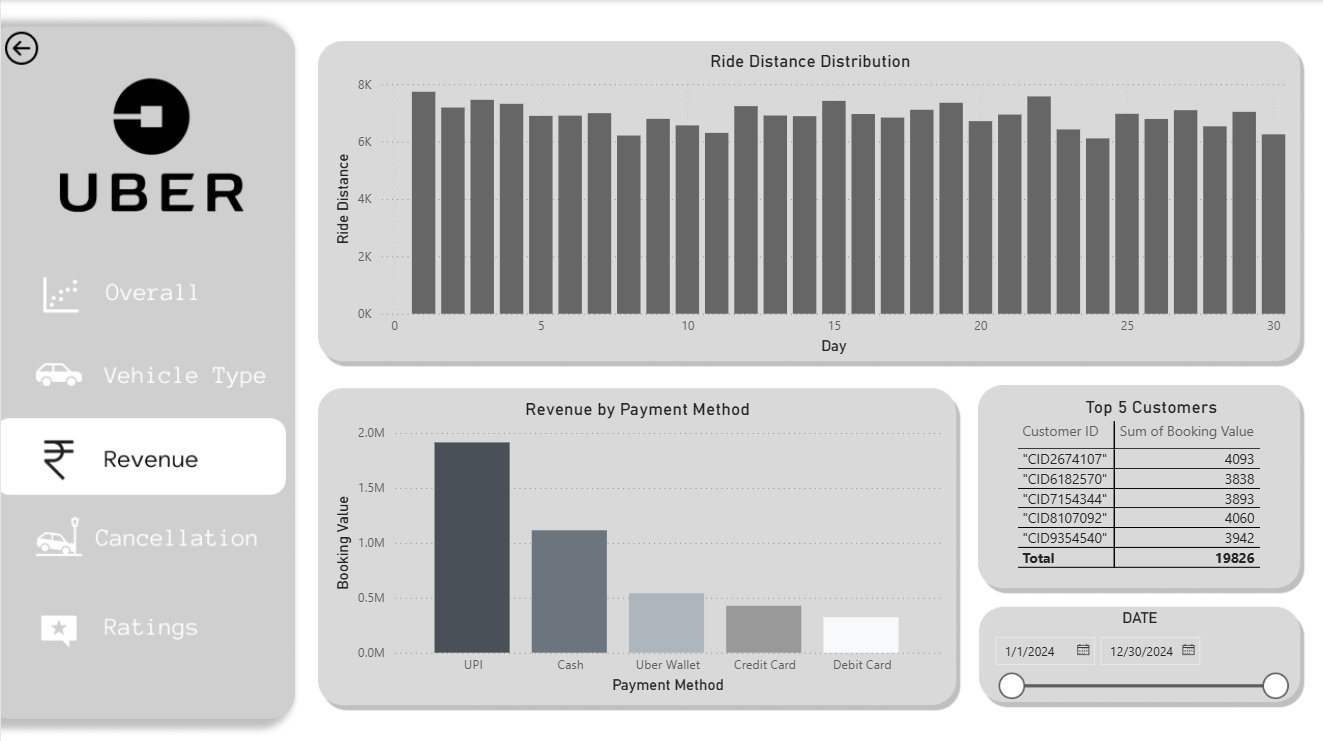 UBER
Overall
Vehicle Type
Revenue
Cancellation
Ratings
Ride Distance Distribution
Ride Distance
8K
6K
4K
2K
0K
0 5 10 15 20 25 30
Day
Revenue by Payment Method
Booking Value
2.0M
1.5M
1.0M
0.5M
0.0M
UPI Cash Uber Wallet Credit Card Debit Card
Payment Method
Top 5 Customers
Customer ID Sum of Booking Value
"CID2674107" 4093
"CID6182570" 3838
"CID7154344" 3893
"CID8107092" 4060
"CID9354540" 3942
Total 19826
DATE
1/1/2024 12/30/2024